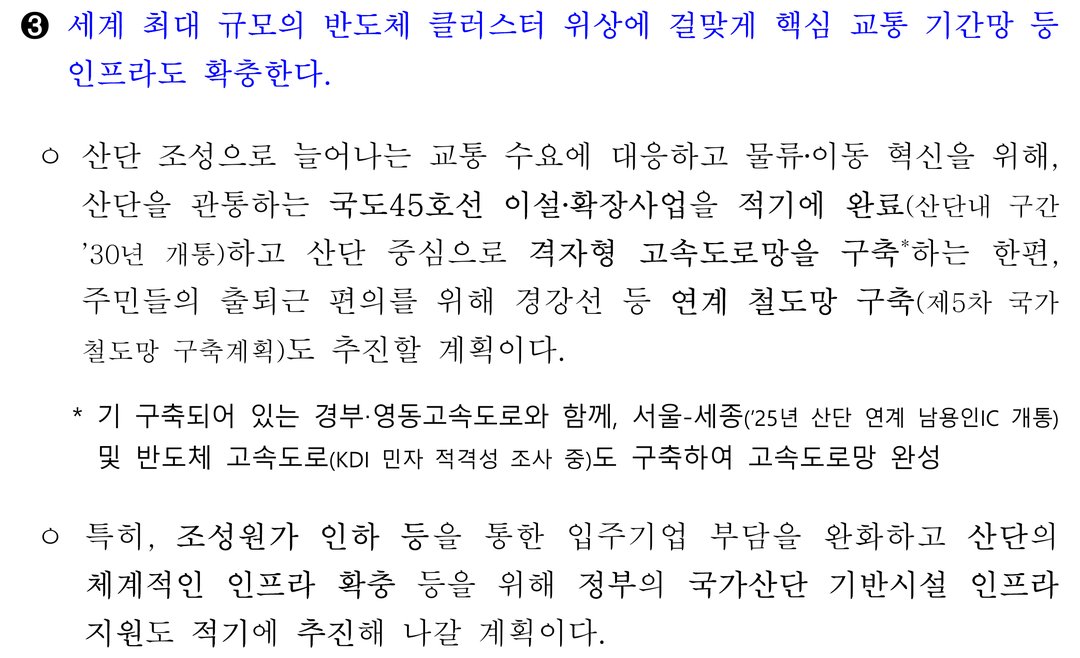 ❸ 세계 최대 규모의 반도체 클러스터 위상에 걸맞게 핵심 교통 기간망 등
인프라도 확충한다.
ㅇ 산단 조성으로 늘어나는 교통 수요에 대응하고 물류·이동 혁신을 위해,
산단을 관통하는 국도45호선 이설·확장사업을 적기에 완료(산단내 구간
’30년 개통)하고 산단 중심으로 격자형 고속도로망을 구축*하는 한편,
주민들의 출퇴근 편의를 위해 경강선 등 연계 철도망 구축(제5차 국가
철도망 구축계획)도 추진할 계획이다.
* 기 구축되어 있는 경부·영동고속도로와 함께, 서울-세종(’25년 산단 연계 남용인IC 개통)
및 반도체 고속도로(KDI 민자 적격성 조사 중)도 구축하여 고속도로망 완성
ㅇ 특히, 조성원가 인하 등을 통한 입주기업 부담을 완화하고 산단의
체계적인 인프라 확충 등을 위해 정부의 국가산단 기반시설 인프라
지원도 적기에 추진해 나갈 계획이다.